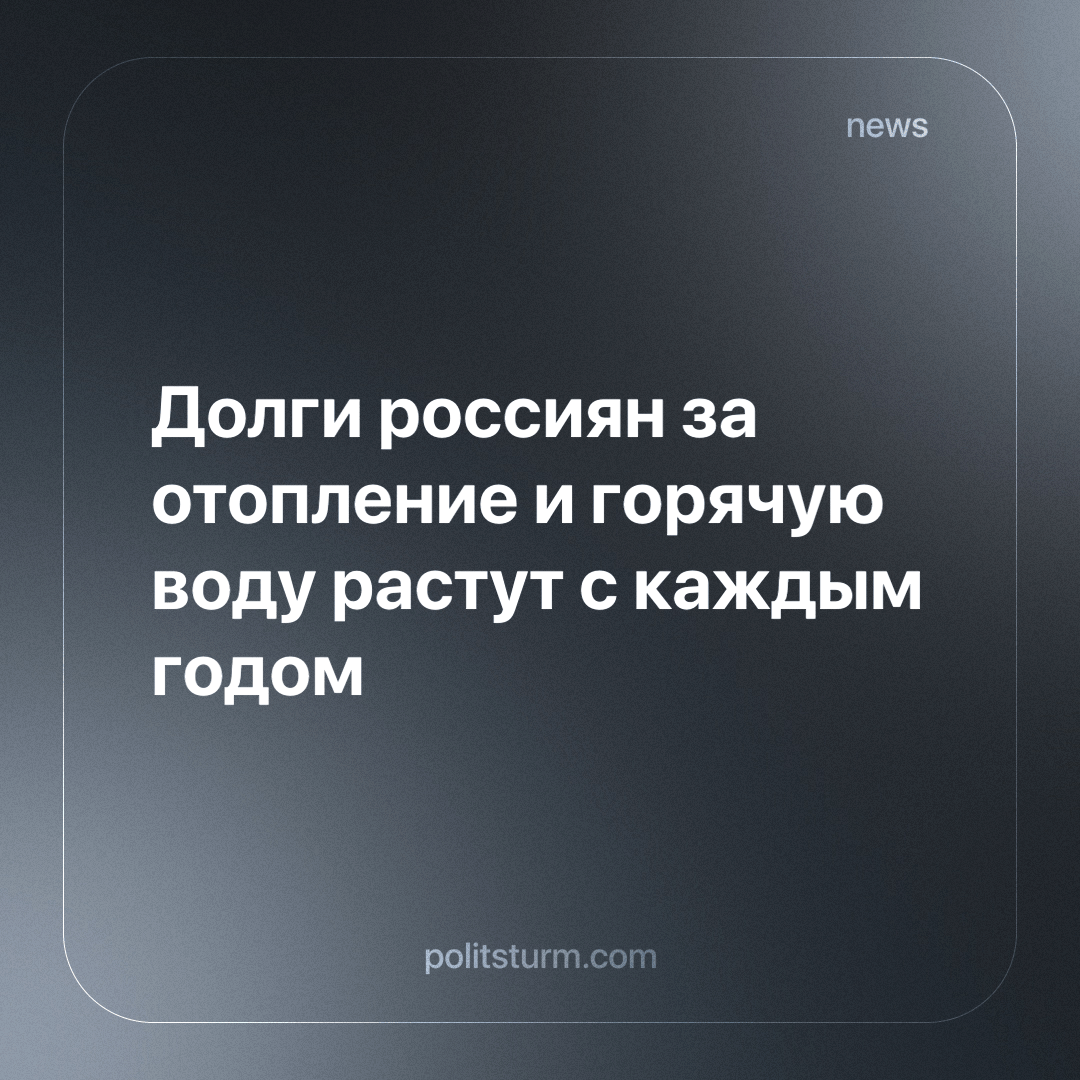 news
Долги россиян за
отопление и горячую
воду растут с каждым
годом
politsturm.com